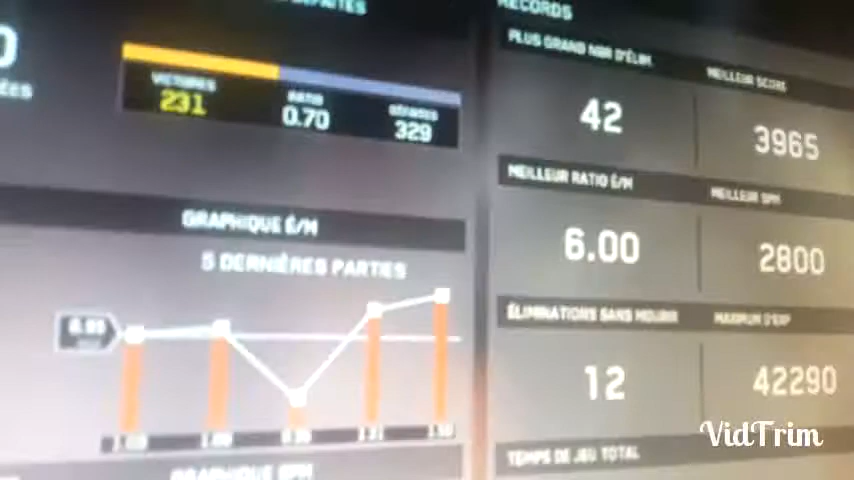 RECORDS
PLUS GRAND NBR D'ÉLIM.
MEILLEUR SCORE
VICTOIRES
231
RATIO
0.70
DÉFAITES
329
42
3965
MEILLEUR RATIO É/M
MEILLEUR SPM
GRAPHIQUE É/M
5 DERNIÈRES PARTIES
6.00
2800
ÉLIMINATIONS SANS MOURIR
MAXIMUM D'EXP
12
42290
TEMPS DE JEU TOTAL
GRAPHIQUE SPM
VidTrim